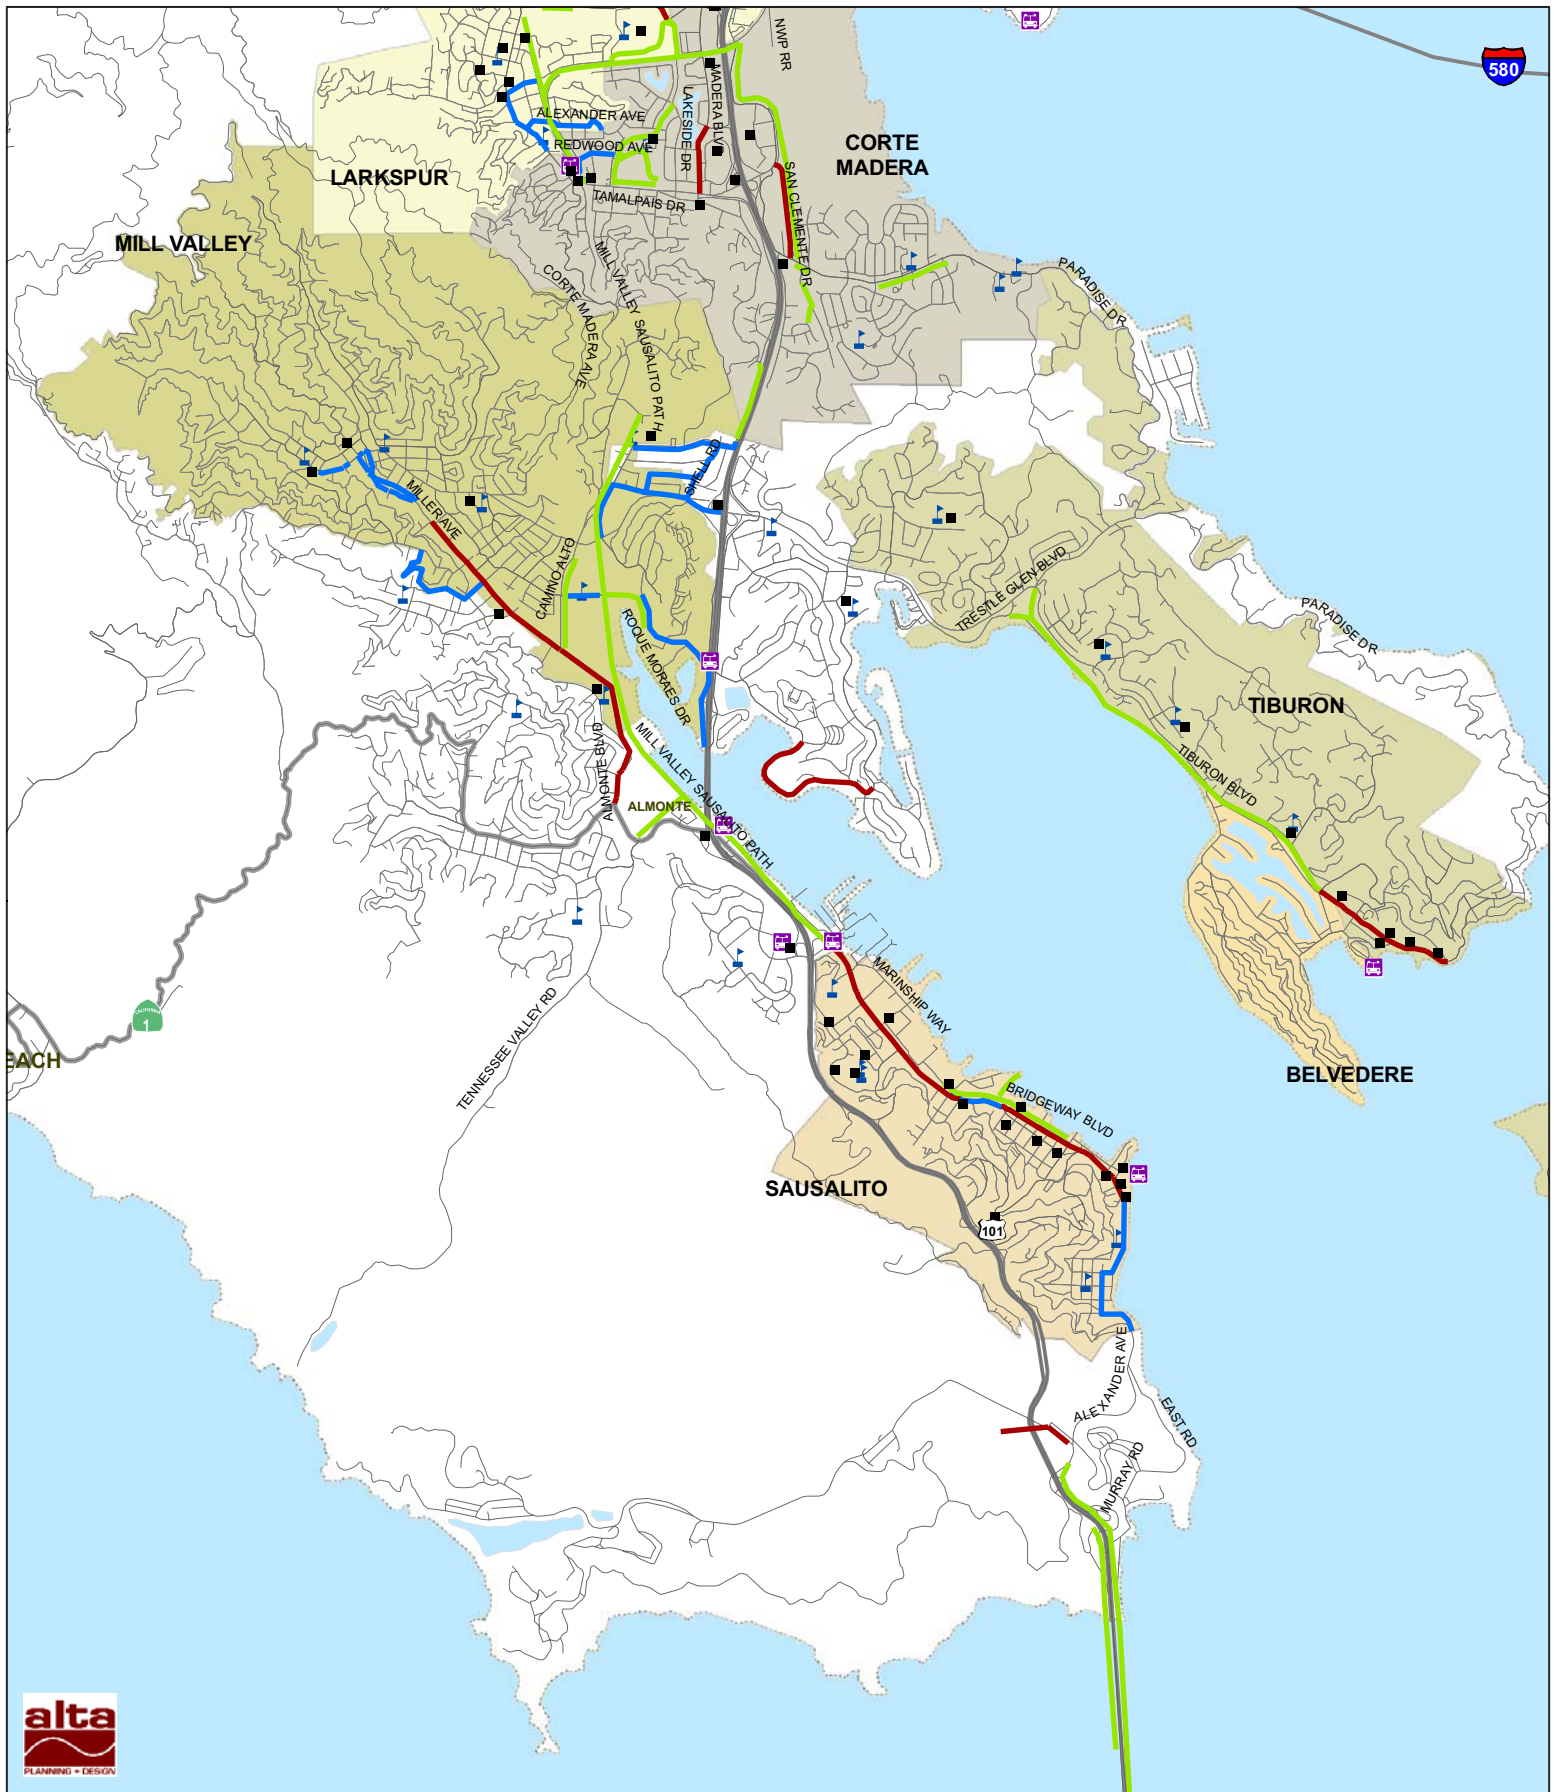 NWP RR
580
MADERA BLVD
LAKESIDE DR
ALEXANDER AVE
REDWOOD AVE
CORTE
MADERA
LARKSPUR
SAN CLEMENTE DR
TAMALPAIS DR
MILL VALLEY
MILL VALLEY SAUSALITO PATH
CORTE MADERA AVE
PARADISE DR
SHELL RD
MILLER AVE
CAMINO ALTO
TRESTLE GLEN BLVD
PARADISE DR
ROQUE MORAES DR
TIBURON
ALMONTE BLVD
MILL VALLEY SAUSALITO PATH
TIBURON BLVD
ALMONTE
MARINSHIP WAY
TENNESSEE VALLEY RD
CALIFORNIA
1
EACH
BELVEDERE
BRIDGEWAY BLVD
SAUSALITO
101
ALEXANDER AVE
EAST RD
MURRAY RD
alta
PLANNING + DESIGN